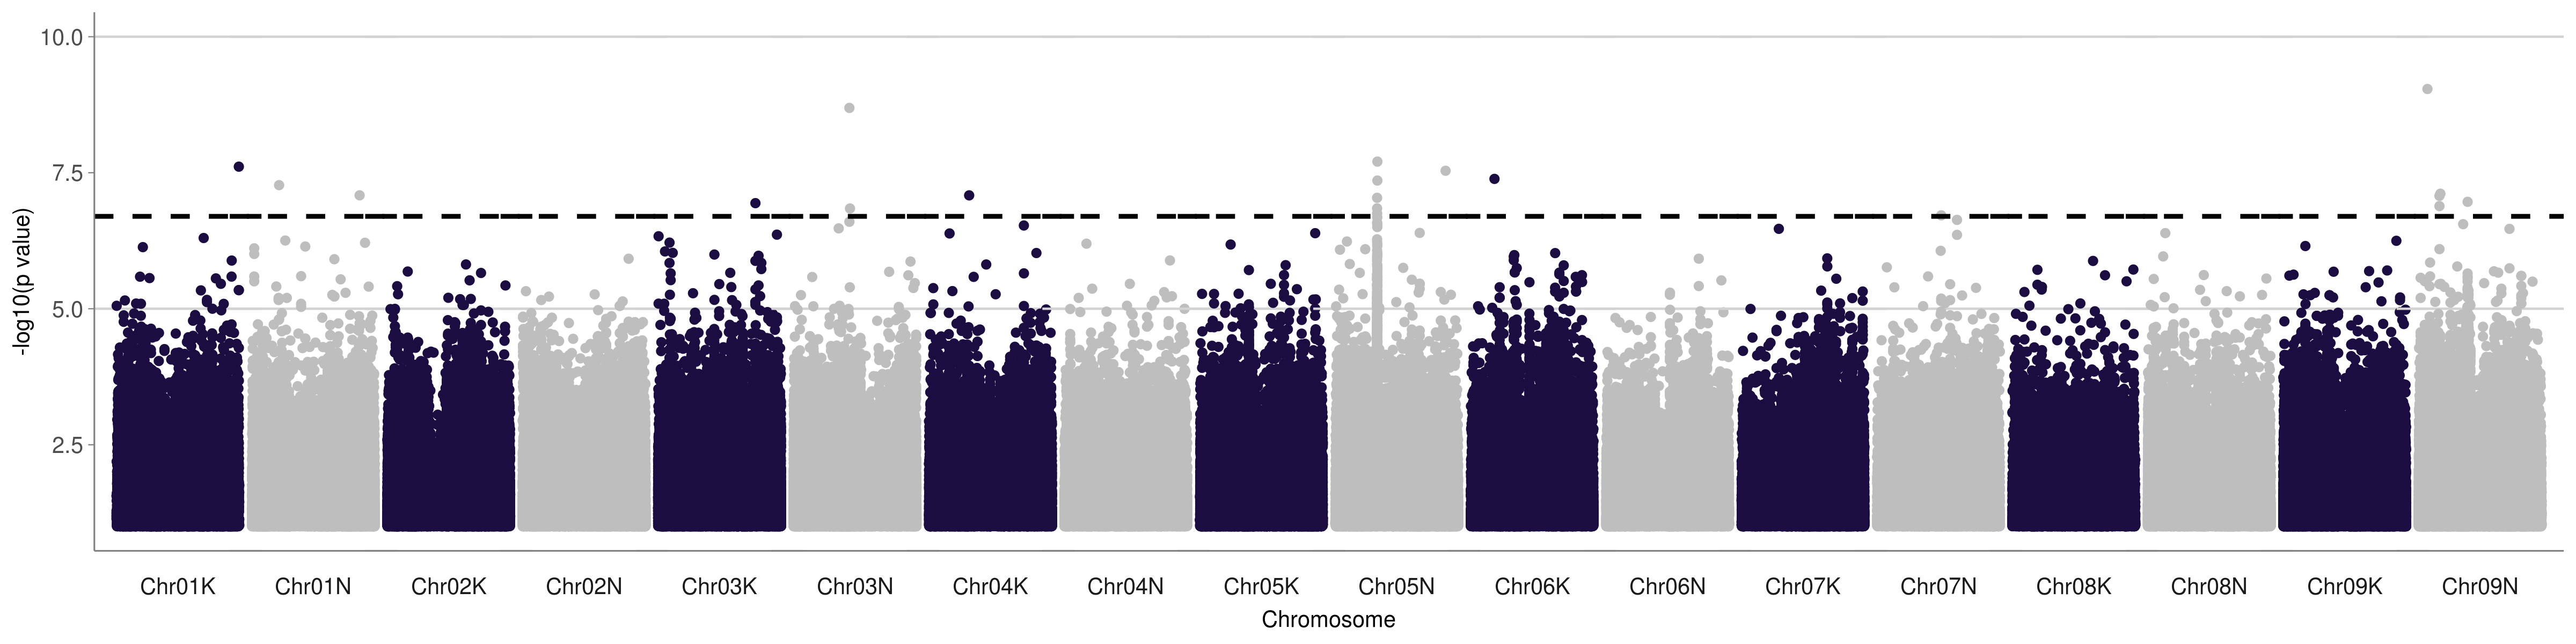 -log10(p value)
10.0
7.5
5.0
2.5
Chr01K Chr01N Chr02K Chr02N Chr03K Chr03N Chr04K Chr04N Chr05K Chr05N Chr06K Chr06N Chr07K Chr07N Chr08K Chr08N Chr09K Chr09N
Chromosome